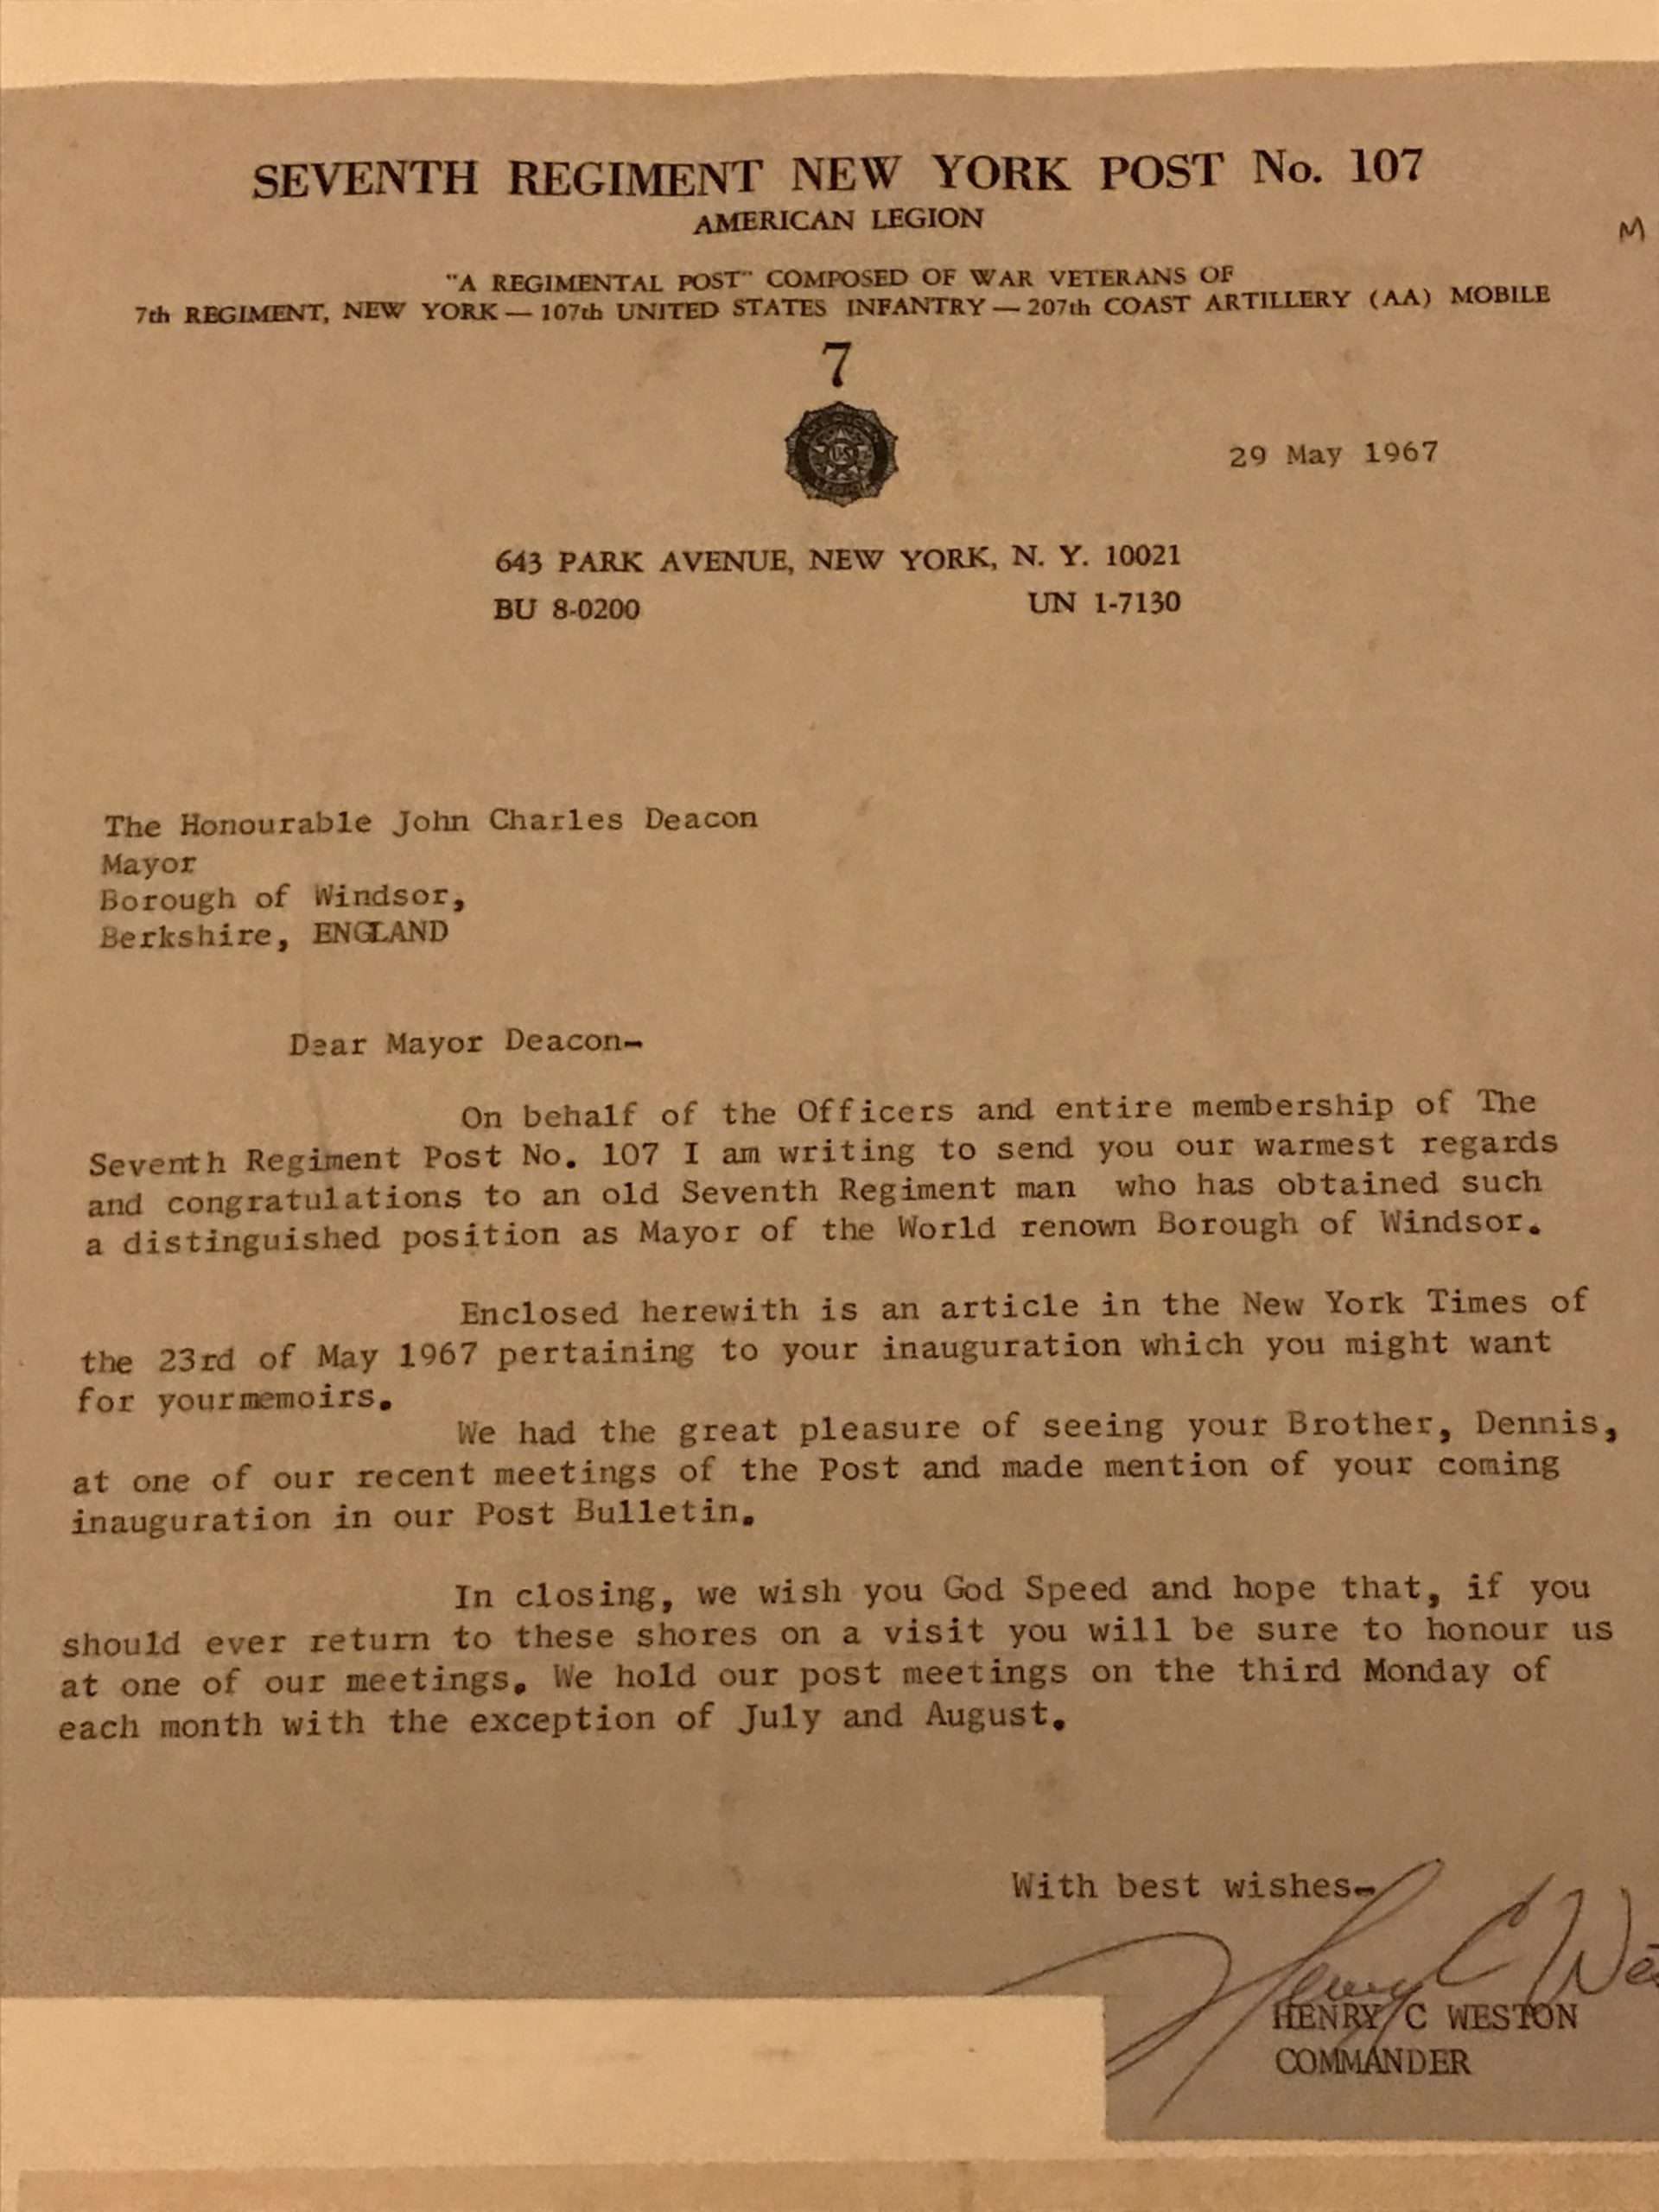 SEVENTH REGIMENT NEW YORK POST No. 107
AMERICAN LEGION
M
"A REGIMENTAL POST" COMPOSED OF WAR VETERANS OF
7th REGIMENT, NEW YORK — 107th UNITED STATES INFANTRY — 207th COAST ARTILLERY (AA) MOBILE
7
US
29 May 1967
643 PARK AVENUE, NEW YORK, N. Y. 10021
BU 8-0200 UN 1-7130
The Honourable John Charles Deacon
Mayor
Borough of Windsor,
Berkshire, ENGLAND
Dear Mayor Deacon-
On behalf of the Officers and entire membership of The
Seventh Regiment Post No. 107 I am writing to send you our warmest regards
and congratulations to an old Seventh Regiment man who has obtained such
a distinguished position as Mayor of the World renown Borough of Windsor.
Enclosed herewith is an article in the New York Times of
the 23rd of May 1967 pertaining to your inauguration which you might want
for yourmemoirs.
We had the great pleasure of seeing your Brother, Dennis,
at one of our recent meetings of the Post and made mention of your coming
inauguration in our Post Bulletin.
In closing, we wish you God Speed and hope that, if you
should ever return to these shores on a visit you will be sure to honour us
at one of our meetings. We hold our post meetings on the third Monday of
each month with the exception of July and August.
With best wishes-
Henry C Wes
HENRY C WESTON
COMMANDER